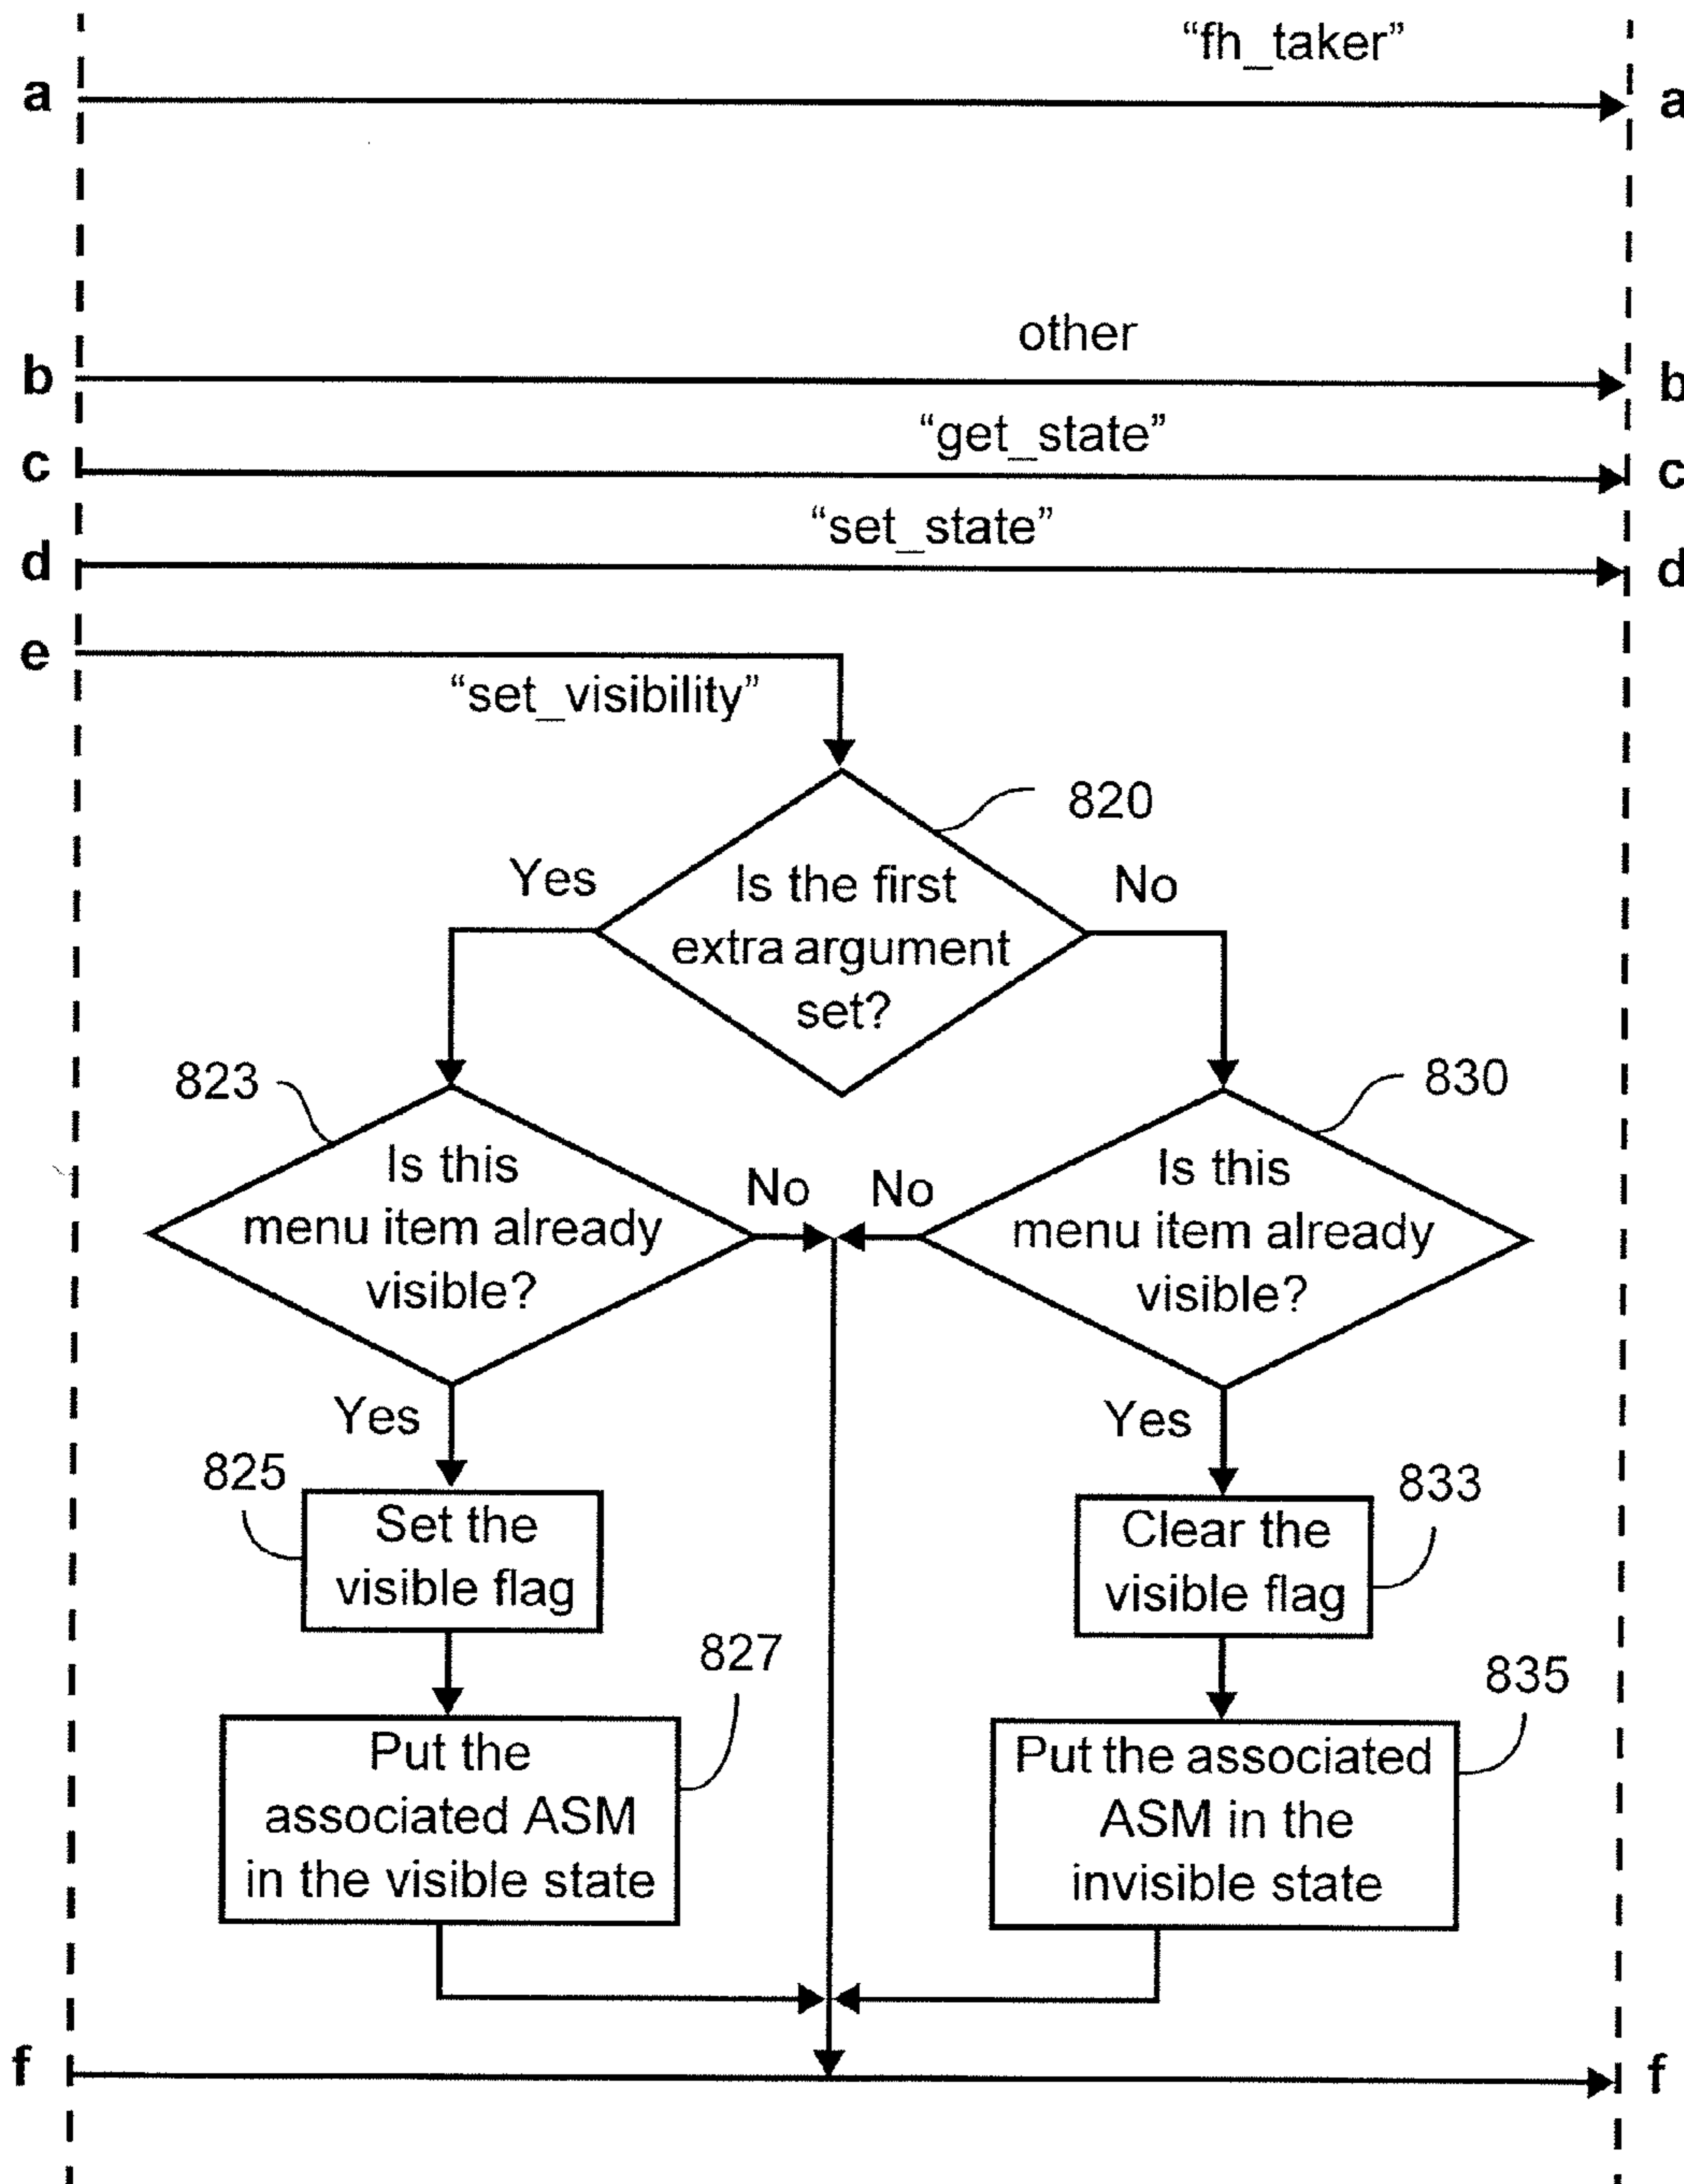 “fh_taker”
a
a
other
b
b
“get_state”
c
c
“set_state”
d
d
e
“set_visibility”
820
Yes
No
Is the first
extra argument
set?
823
830
Is this
menu item already
visible?
No
No
Is this
menu item already
visible?
Yes
Yes
825
Set the
visible flag
833
Clear the
visible flag
827
835
Put the
associated ASM
in the visible state
Put the associated
ASM in the
invisible state
f
f